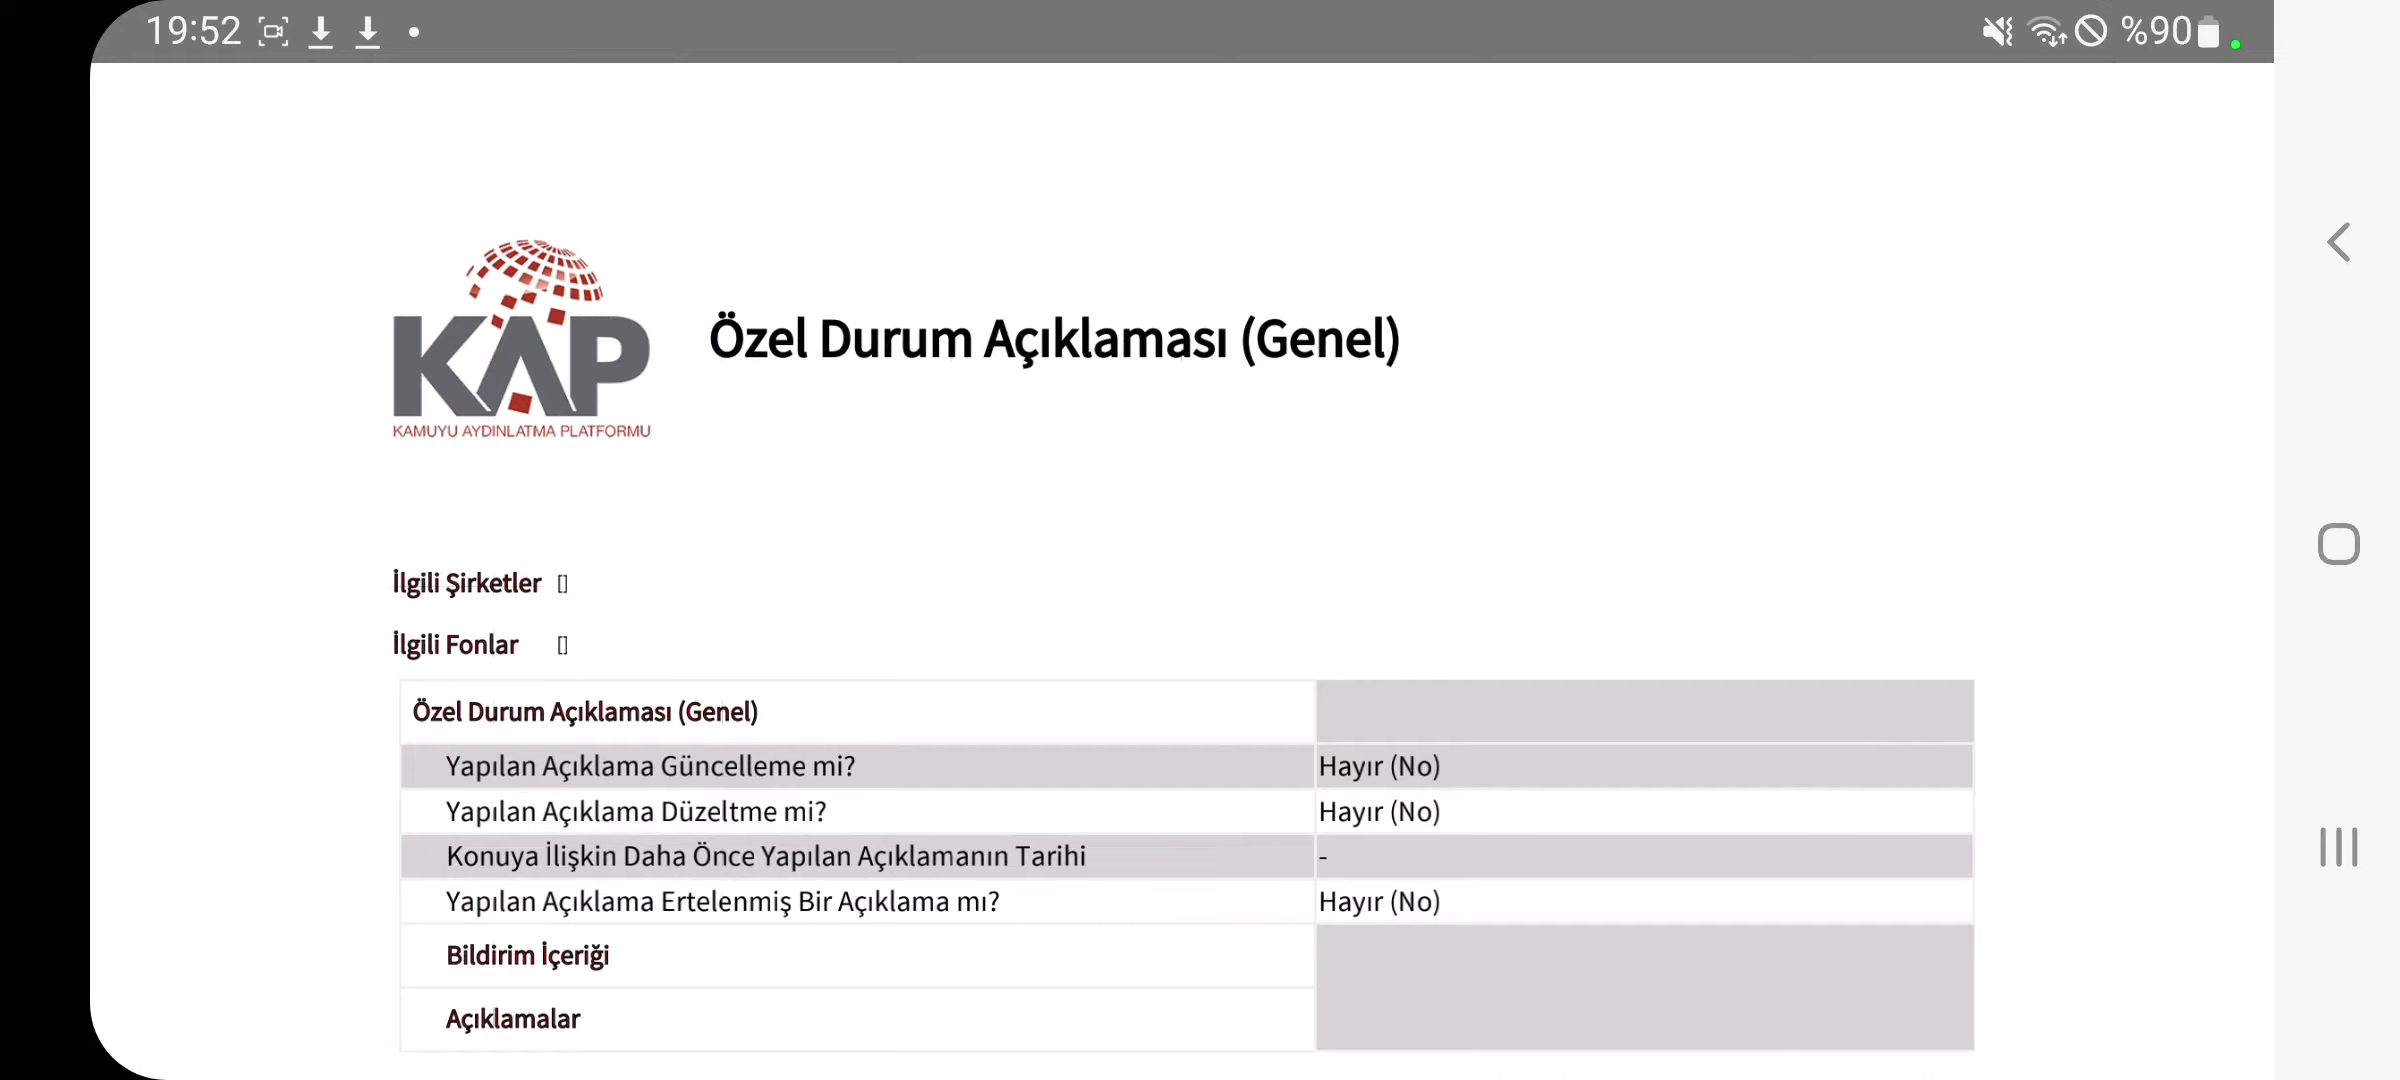 19:52
%90
KAP
KAMUYU AYDINLATMA PLATFORMU
Özel Durum Açıklaması (Genel)
İlgili Şirketler []
İlgili Fonlar []
Özel Durum Açıklaması (Genel)
Yapılan Açıklama Güncelleme mi? Hayır (No)
Yapılan Açıklama Düzeltme mi? Hayır (No)
Konuya İlişkin Daha Önce Yapılan Açıklamanın Tarihi -
Yapılan Açıklama Ertelenmiş Bir Açıklama mı? Hayır (No)
Bildirim İçeriği
Açıklamalar